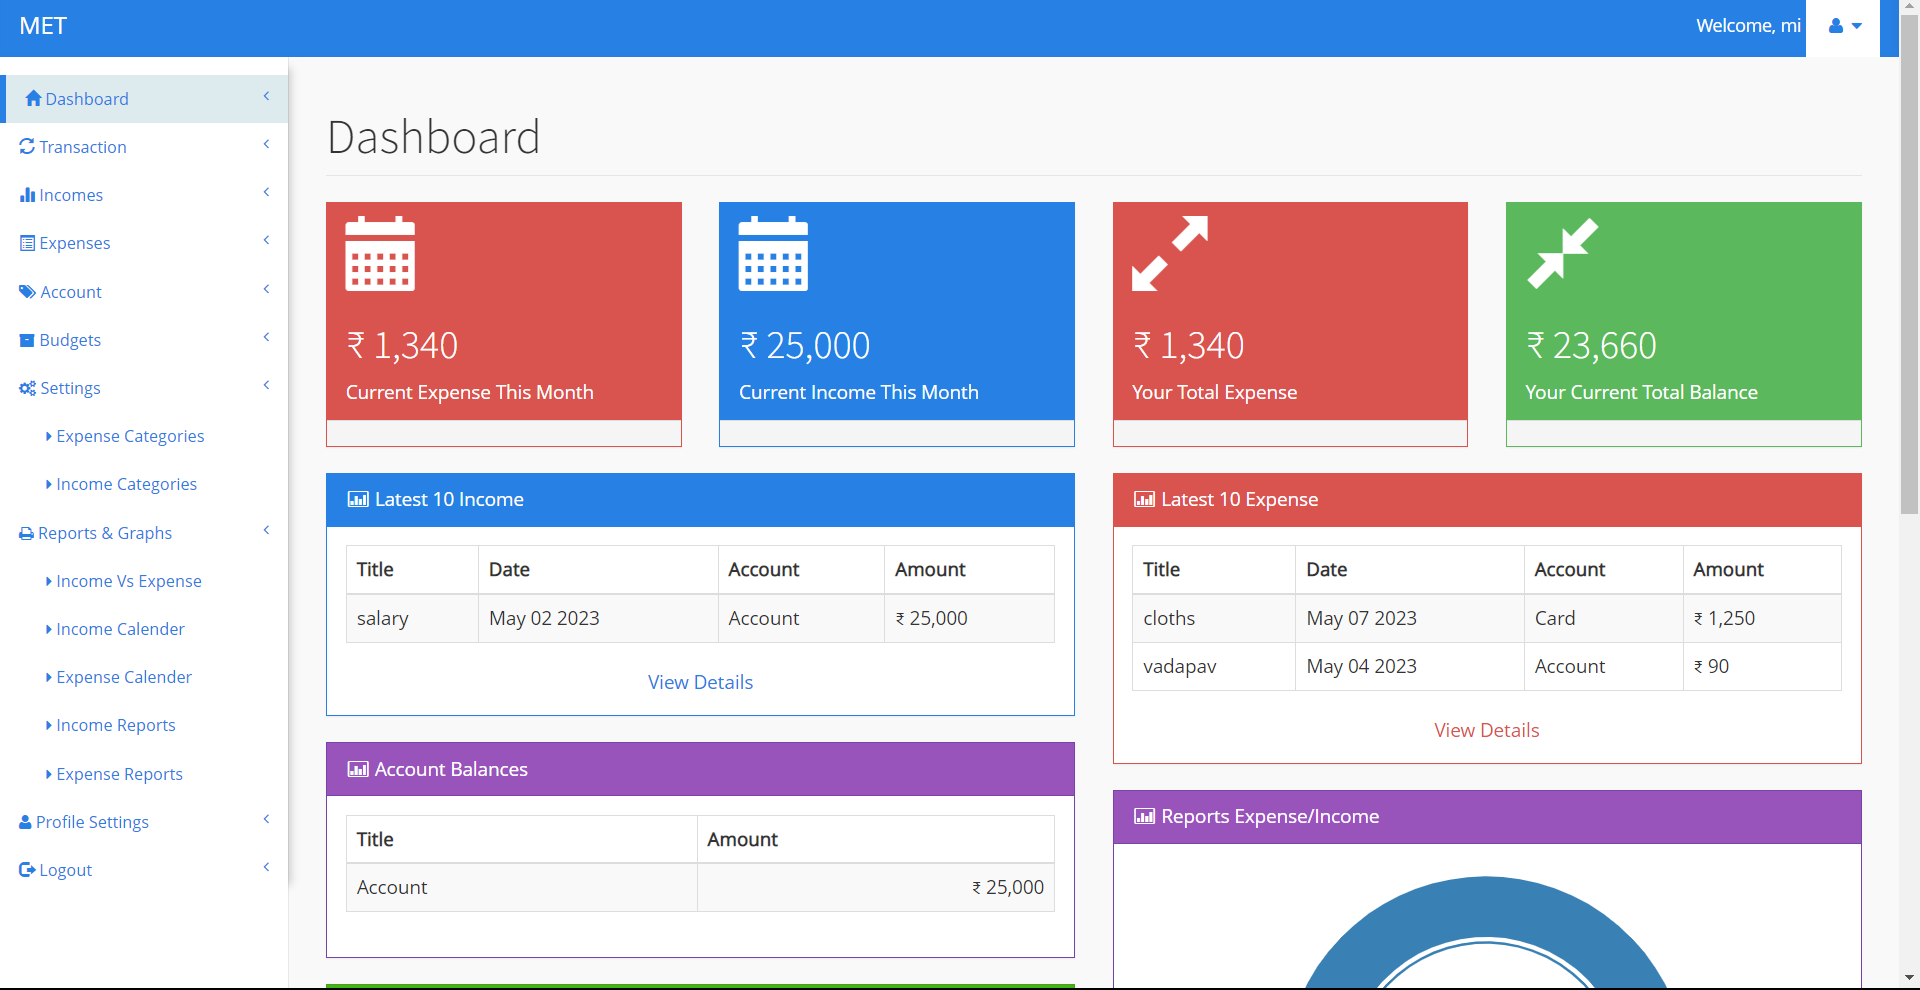 MET
Welcome, mi
Dashboard
Transaction
Incomes
Expenses
Account
Budgets
Settings
Expense Categories
Income Categories
Reports & Graphs
Income Vs Expense
Income Calender
Expense Calender
Income Reports
Expense Reports
Profile Settings
Logout
Dashboard
₹ 1,340
Current Expense This Month
₹ 25,000
Current Income This Month
₹ 1,340
Your Total Expense
₹ 23,660
Your Current Total Balance
Latest 10 Income
Title Date Account Amount
salary May 02 2023 Account ₹ 25,000
View Details
Latest 10 Expense
Title Date Account Amount
cloths May 07 2023 Card ₹ 1,250
vadapav May 04 2023 Account ₹ 90
View Details
Account Balances
Title Amount
Account ₹ 25,000
Reports Expense/Income